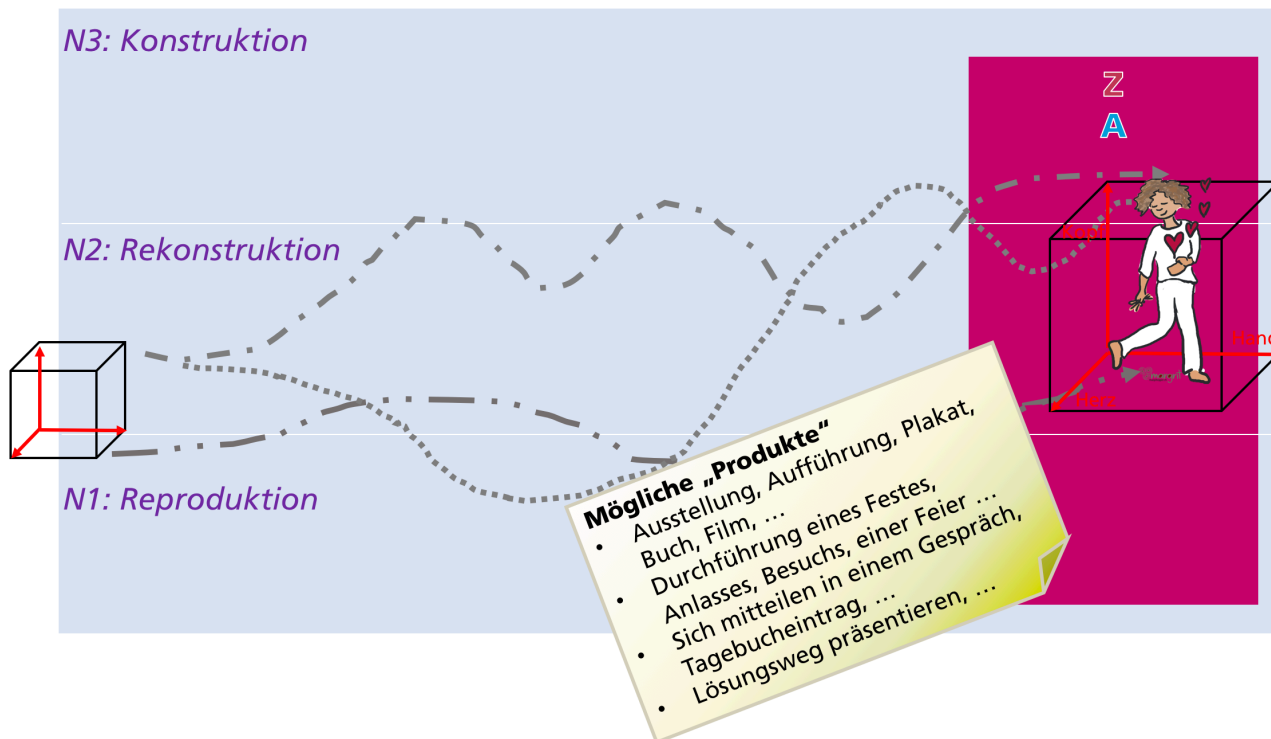 N3: Konstruktion
Z
A
N2: Rekonstruktion
Kopf
Hand
Herz
margrit
N1: Reproduktion
Mögliche „Produkte“
• Ausstellung, Aufführung, Plakat,
Buch, Film, …
• Durchführung eines Festes,
Anlasses, Besuchs, einer Feier …
• Sich mitteilen in einem Gespräch,
Tagebucheintrag, …
• Lösungsweg präsentieren, …